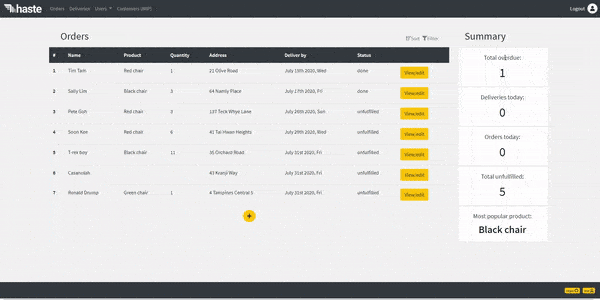 haste Orders Deliveries Users Customers (WIP) Logout
Orders Sort Filter Summary
# Name Product Quantity Address Deliver by Status
1 Tim Tam Red chair 1 21 Olive Road July 15th 2020, Wed done View/edit
2 Sally Lim Black chair 3 64 Namly Place July 17th 2020, Fri done View/edit
3 Pete Goh Red chair 3 137 Teck Whye Lane July 26th 2020, Sun unfulfilled View/edit
4 Soon Kee Red chair 6 41 Tai Hwan Heights July 29th 2020, Wed unfulfilled View/edit
5 T-rex boy Black chair 11 35 Orchard Road July 31st 2020, Fri unfulfilled View/edit
6 43 Kranji Way July 31st 2020, Fri unfulfilled View/edit
7 Ronald Drump Green chair 1 4 Tampines Central 5 July 31st 2020, Fri unfulfilled View/edit
+
Total overdue:
1
Deliveries today:
0
Orders today:
0
Total unfulfilled:
5
Most popular product:
Black chair